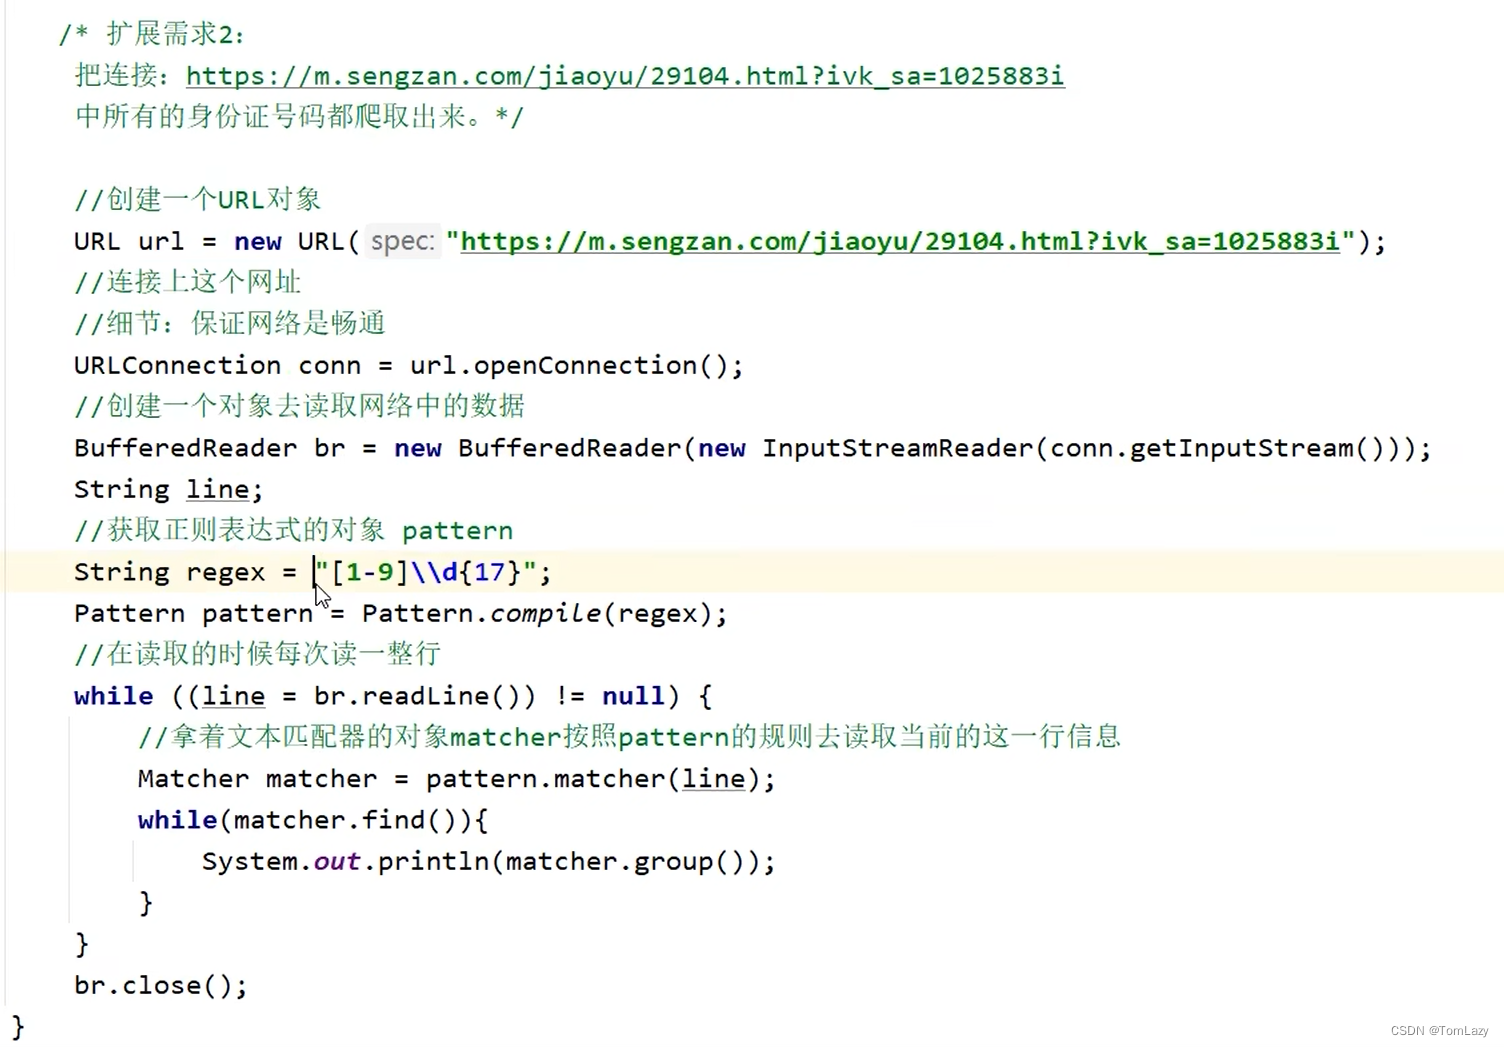 /* 扩展需求2：
把连接：https://m.sengzan.com/jiaoyu/29104.html?ivk_sa=1025883i
中所有的身份证号码都爬取出来。*/
//创建一个URL对象
URL url = new URL( spec: "https://m.sengzan.com/jiaoyu/29104.html?ivk_sa=1025883i");
//连接上这个网址
//细节：保证网络是畅通
URLConnection conn = url.openConnection();
//创建一个对象去读取网络中的数据
BufferedReader br = new BufferedReader(new InputStreamReader(conn.getInputStream()));
String line;
//获取正则表达式的对象 pattern
String regex = "[1-9]\\d{17}";
Pattern pattern = Pattern.compile(regex);
//在读取的时候每次读一整行
while ((line = br.readLine()) != null) {
//拿着文本匹配器的对象matcher按照pattern的规则去读取当前的这一行信息
Matcher matcher = pattern.matcher(line);
while(matcher.find()){
System.out.println(matcher.group());
}
}
br.close();
}
CSDN @TomLazy